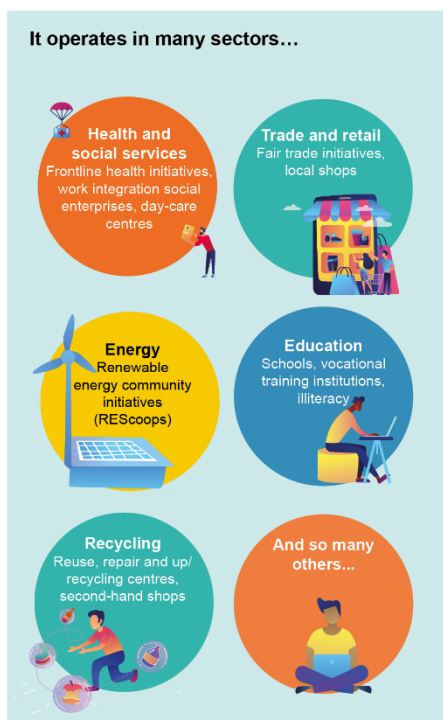 It operates in many sectors...
Health and
social services
Frontline health initiatives,
work integration social
enterprises, day-care
centres
Trade and retail
Fair trade initiatives,
local shops
Energy
Renewable
energy community
initiatives
(REScoops)
Education
Schools, vocational
training institutions,
illiteracy
Recycling
Reuse, repair and up/
recycling centres,
second-hand shops
And so many
others...